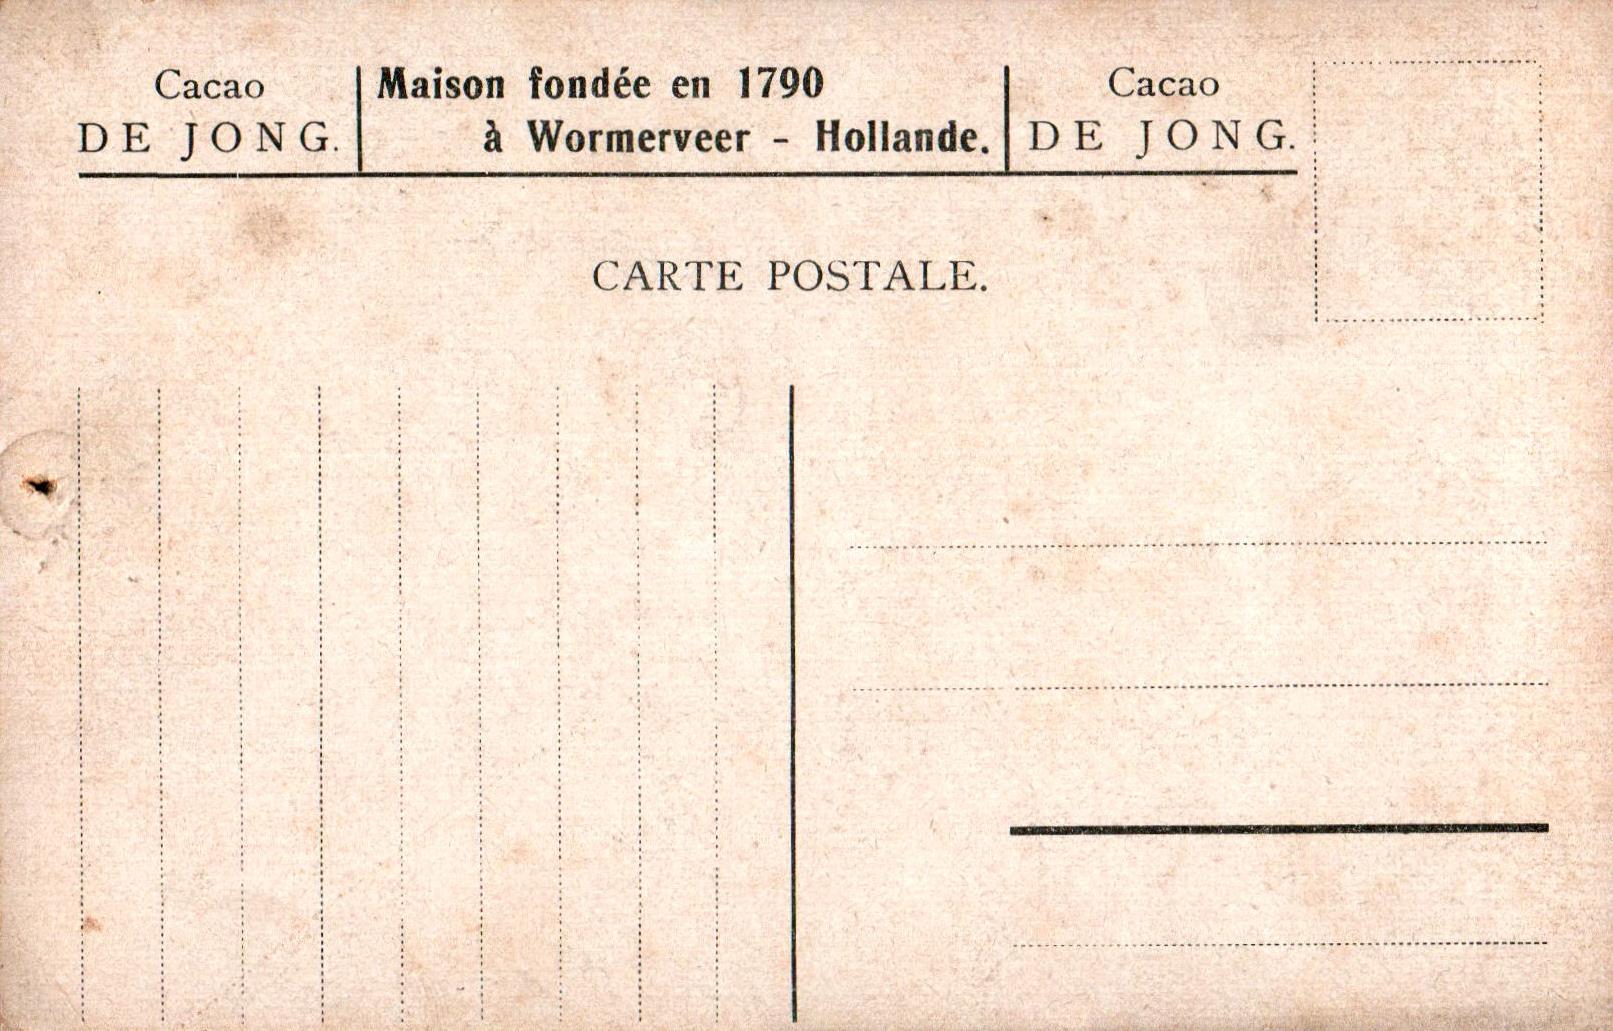 Cacao
DE JONG.
Maison fondée en 1790
à Wormerveer - Hollande.
Cacao
DE JONG.
CARTE POSTALE.